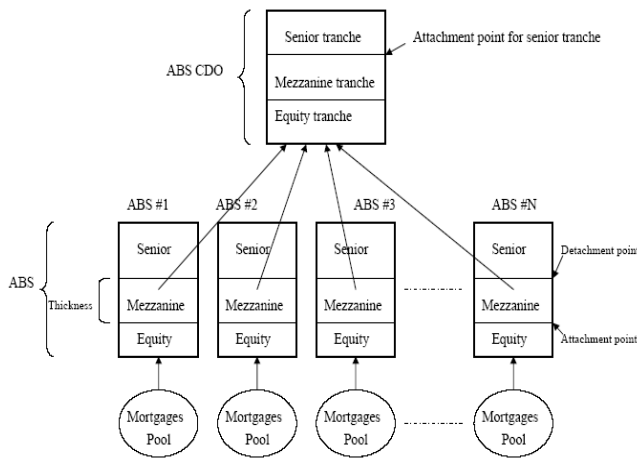 Senior tranche
Attachment point for senior tranche
ABS CDO
Mezzanine tranche
Equity tranche
ABS #1
ABS #2
ABS #3
ABS #N
Senior
Senior
Senior
Senior
Detachment point
ABS
Thickness
Mezzanine
Mezzanine
Mezzanine
Mezzanine
Equity
Equity
Equity
Equity
Attachment point
Mortgages
Pool
Mortgages
Pool
Mortgages
Pool
Mortgages
Pool